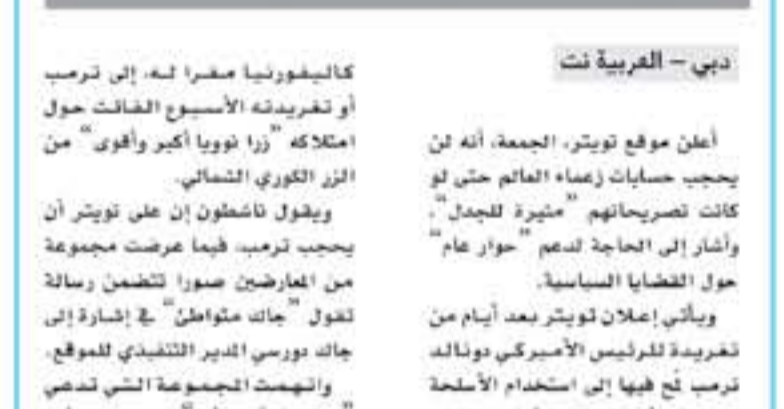 دبي – العربية نت
أعلن موقع تويتر، الجمعة، أنه لن
يحجب حسابات زعماء العالم حتى لو
كانت تصريحاتهم "مثيرة للجدل"،
وأشار إلى الحاجة لدعم "حوار عام"
حول القضايا السياسية.
ويأتي إعلان تويتر بعد أيام من
تغريدة للرئيس الأميركي دونالد
ترمب لمح فيها إلى استخدام الأسلحة
كاليفورنيا مقرا له، إلى ترمب
أو تغريدته الأسبوع الفائت حول
امتلاكه "زرا نوويا أكبر وأقوى" من
الزر الكوري الشمالي.
ويقول ناشطون إن على تويتر أن
يحجب ترمب، فيما عرضت مجموعة
من المعارضين صورا تتضمن رسالة
تقول "جاك متواطئ" في إشارة إلى
جاك دورسي المدير التنفيذي للموقع.
واتهمت المجموعة التي تدعي